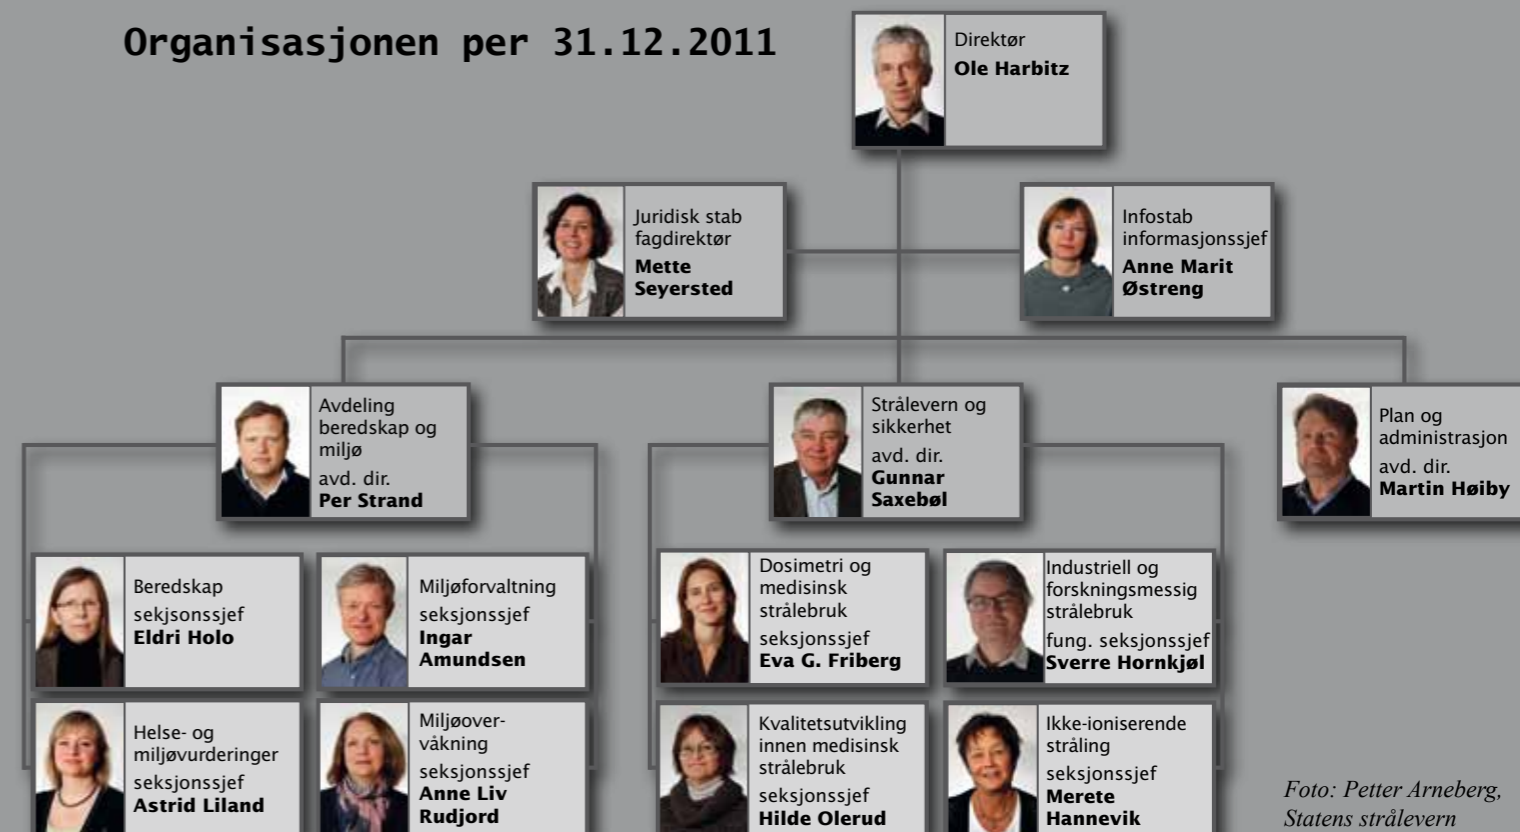 Organisasjonen per 31.12.2011
Direktør
Ole Harbitz
Juridisk stab
fagdirektør
Mette
Seyersted
Infostab
informasjonssjef
Anne Marit
Østreng
Avdeling
beredskap og
miljø
avd. dir.
Per Strand
Strålevern og
sikkerhet
avd. dir.
Gunnar
Saxebøl
Plan og
administrasjon
avd. dir.
Martin Høiby
Beredskap
sekjsonssjef
Eldri Holo
Miljøforvaltning
seksjonssjef
Ingar
Amundsen
Dosimetri og
medisinsk
strålebruk
seksjonssjef
Eva G. Friberg
Industriell og
forskningsmessig
strålebruk
fung. seksjonssjef
Sverre Hornkjøl
Helse- og
miljøvurderinger
seksjonssjef
Astrid Liland
Miljøover-
våkning
seksjonssjef
Anne Liv
Rudjord
Kvalitetsutvikling
innen medisinsk
strålebruk
seksjonssjef
Hilde Olerud
Ikke-ioniserende
stråling
seksjonssjef
Merete
Hannevik
Foto: Petter Arneberg,
Statens strålevern